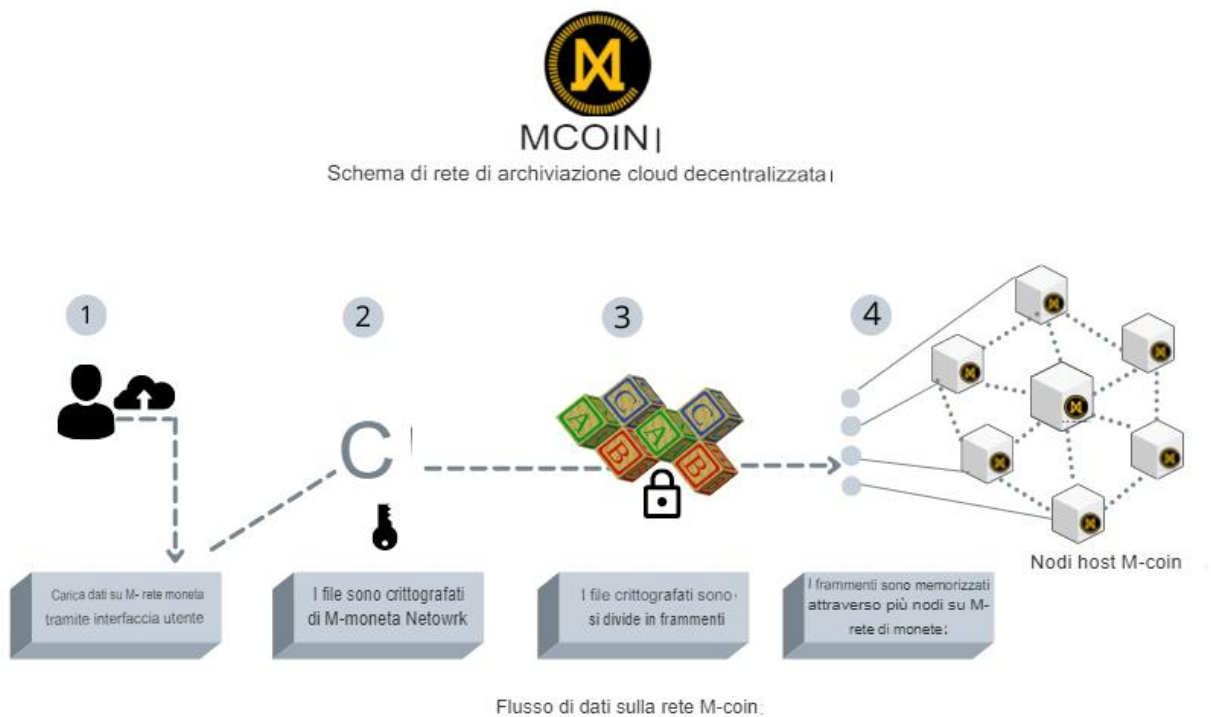 MCOIN
Schema di rete di archiviazione cloud decentralizzata
1
2
3
4
C
A
C
B
A
C
B
Nodi host M-coin
Carica dati su M- rete moneta
tramite interfaccia utente
I file sono crittografati
di M-moneta Netowrk
I file crittografati sono
si divide in frammenti
I frammenti sono memorizzati
attraverso più nodi su M-
rete di monete:
Flusso di dati sulla rete M-coin